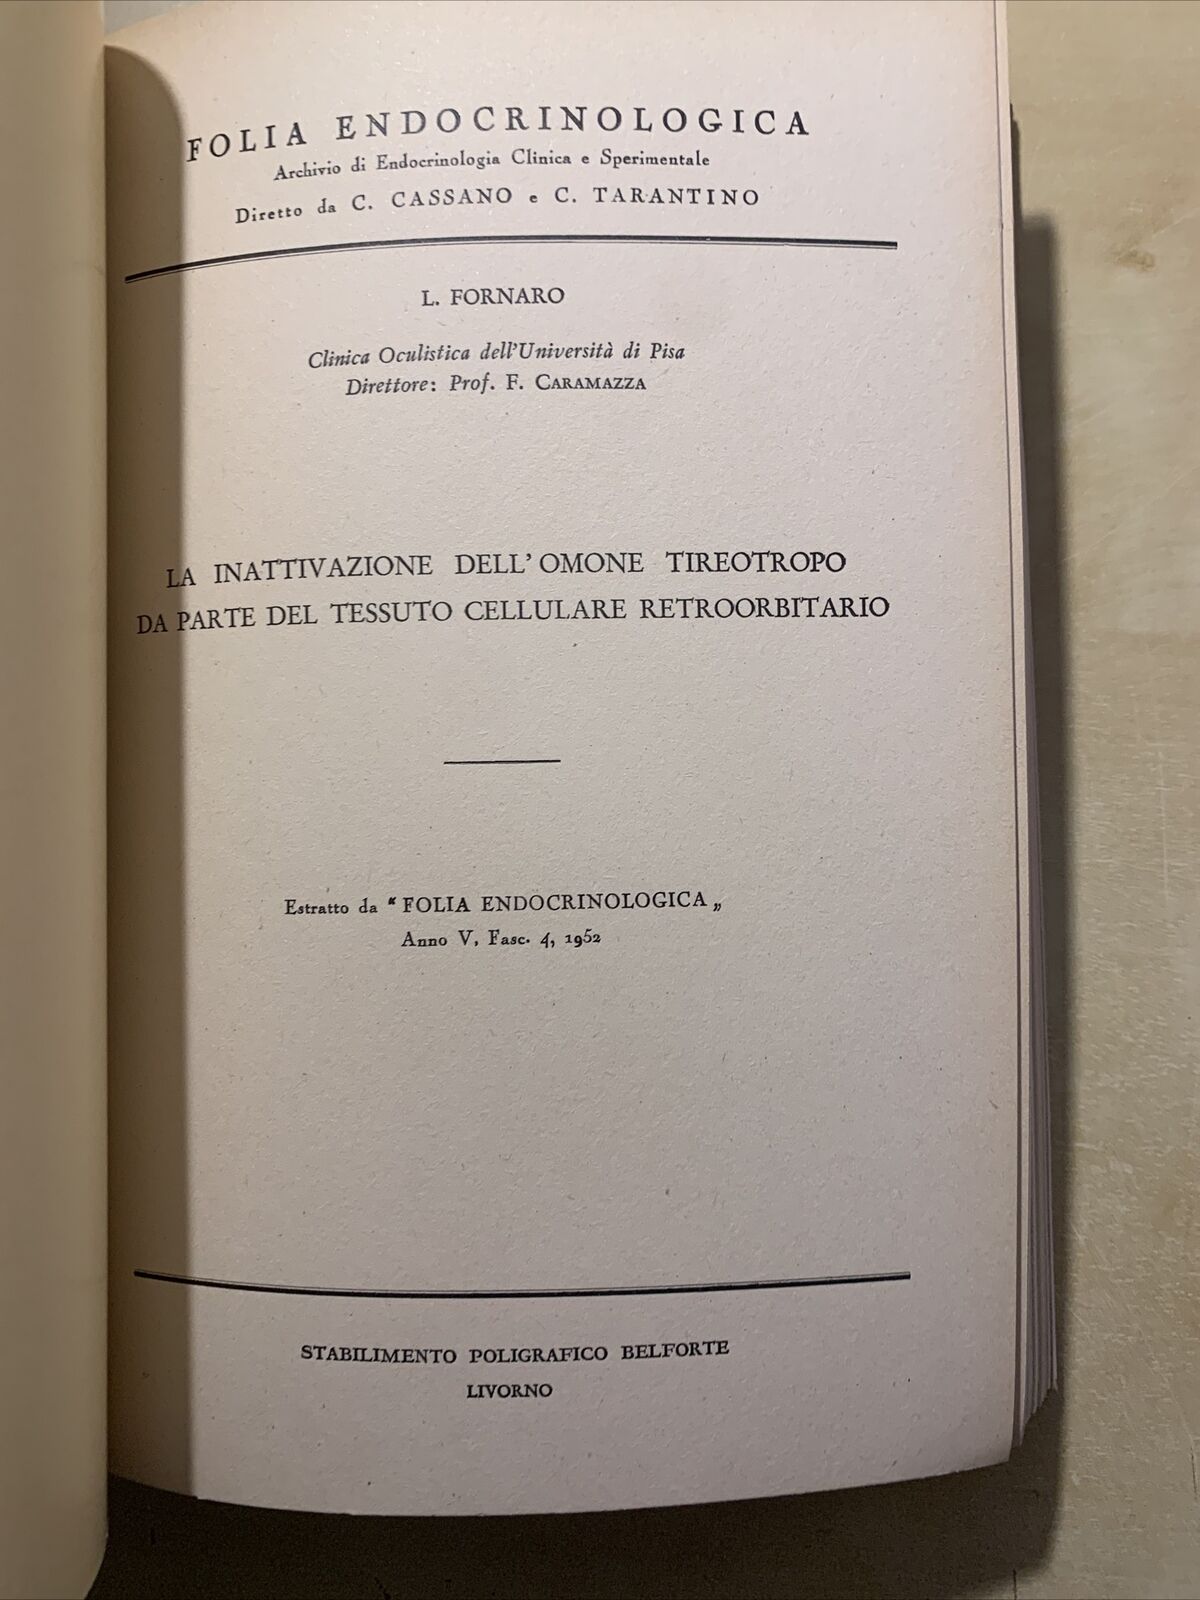 FOLIA ENDOCRINOLOGICA
Archivio di Endocrinologia Clinica e Sperimentale
Diretto da C. CASSANO e C. TARANTINO
L. FORNARO
Clinica Oculistica dell'Università di Pisa
Direttore: Prof. F. CARAMAZZA
LA INATTIVAZIONE DELL'OMONE TIREOTROPO
DA PARTE DEL TESSUTO CELLULARE RETROORBITARIO
Estratto da “FOLIA ENDOCRINOLOGICA„
Anno V, Fasc. 4, 1952
STABILIMENTO POLIGRAFICO BELFORTE
LIVORNO